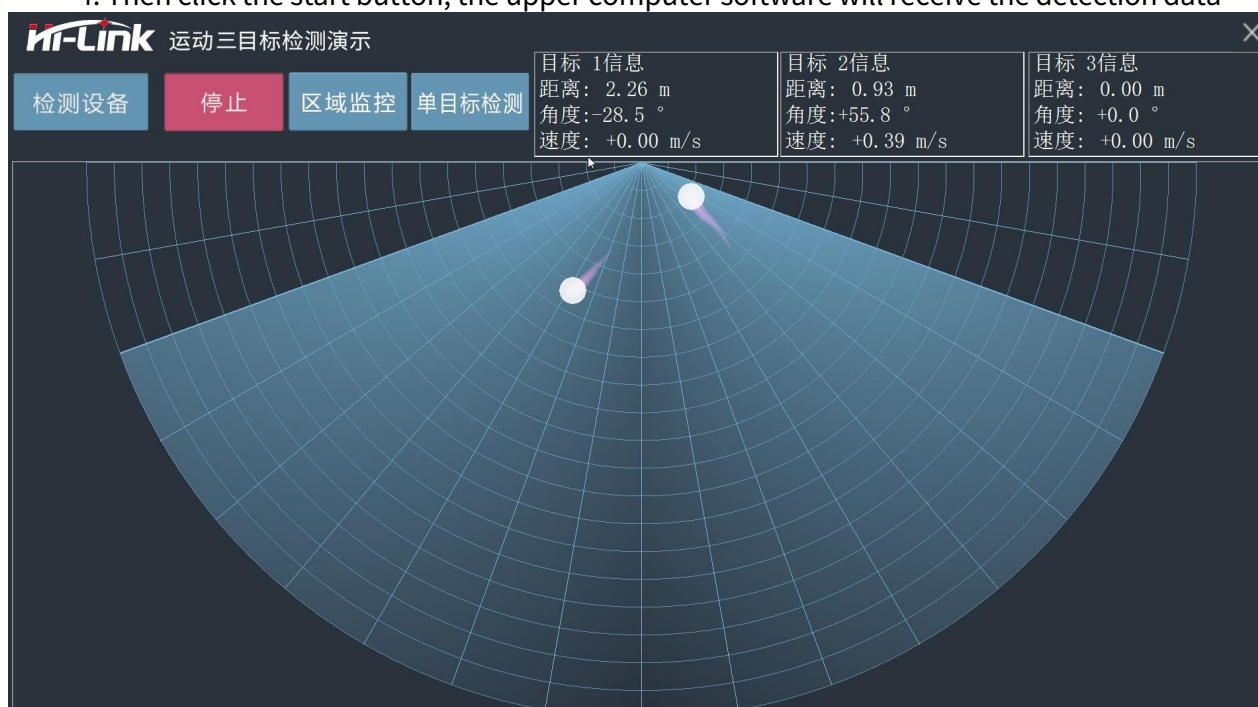 4. Then click the start button, the upper computer software will receive the detection data
Hi-Link 运动三目标检测演示
检测设备 停止 区域监控 单目标检测
目标 1信息
距离: 2.26 m
角度:-28.5 °
速度: +0.00 m/s
目标 2信息
距离: 0.93 m
角度:+55.8 °
速度: +0.39 m/s
目标 3信息
距离: 0.00 m
角度: +0.0 °
速度: +0.00 m/s